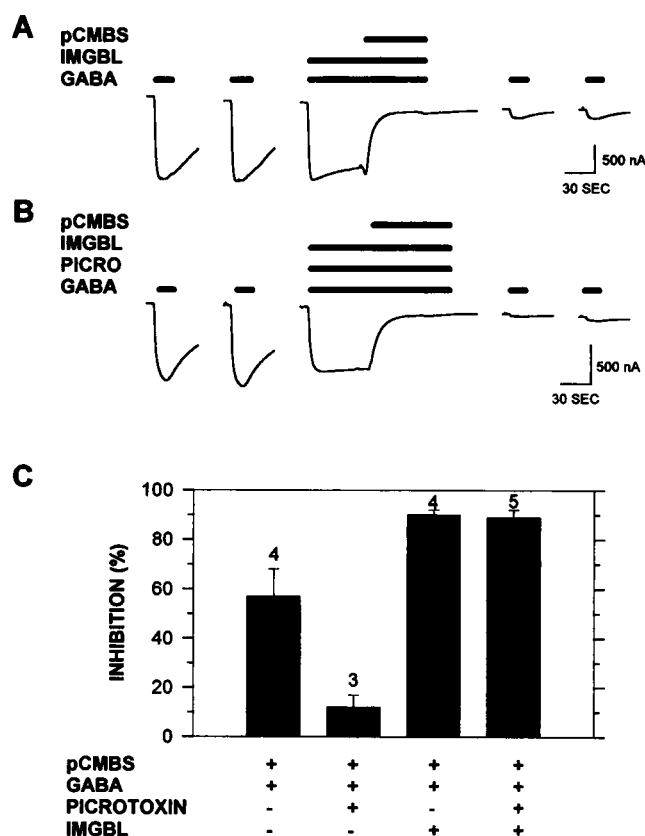 A
pCMBS
IMGBL
GABA
500 nA
30 SEC
B
pCMBS
IMGBL
PICRO
GABA
500 nA
30 SEC
C
INHIBITION (%)
100
80
60
40
20
0
4
3
4
5
pCMBS + + + +
GABA + + + +
PICROTOXIN - + - +
IMGBL - - + +